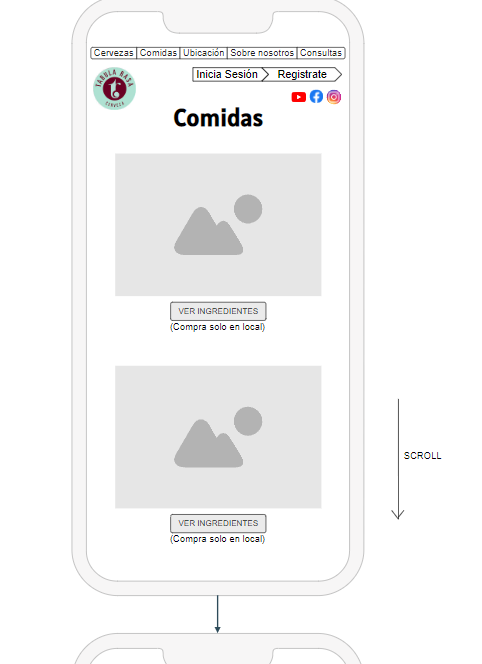 Cervezas Comidas Ubicación Sobre nosotros Consultas
TABULA RASA
CERVEZA
Inicia Sesión Registrate
Comidas
VER INGREDIENTES
(Compra solo en local)
SCROLL
VER INGREDIENTES
(Compra solo en local)